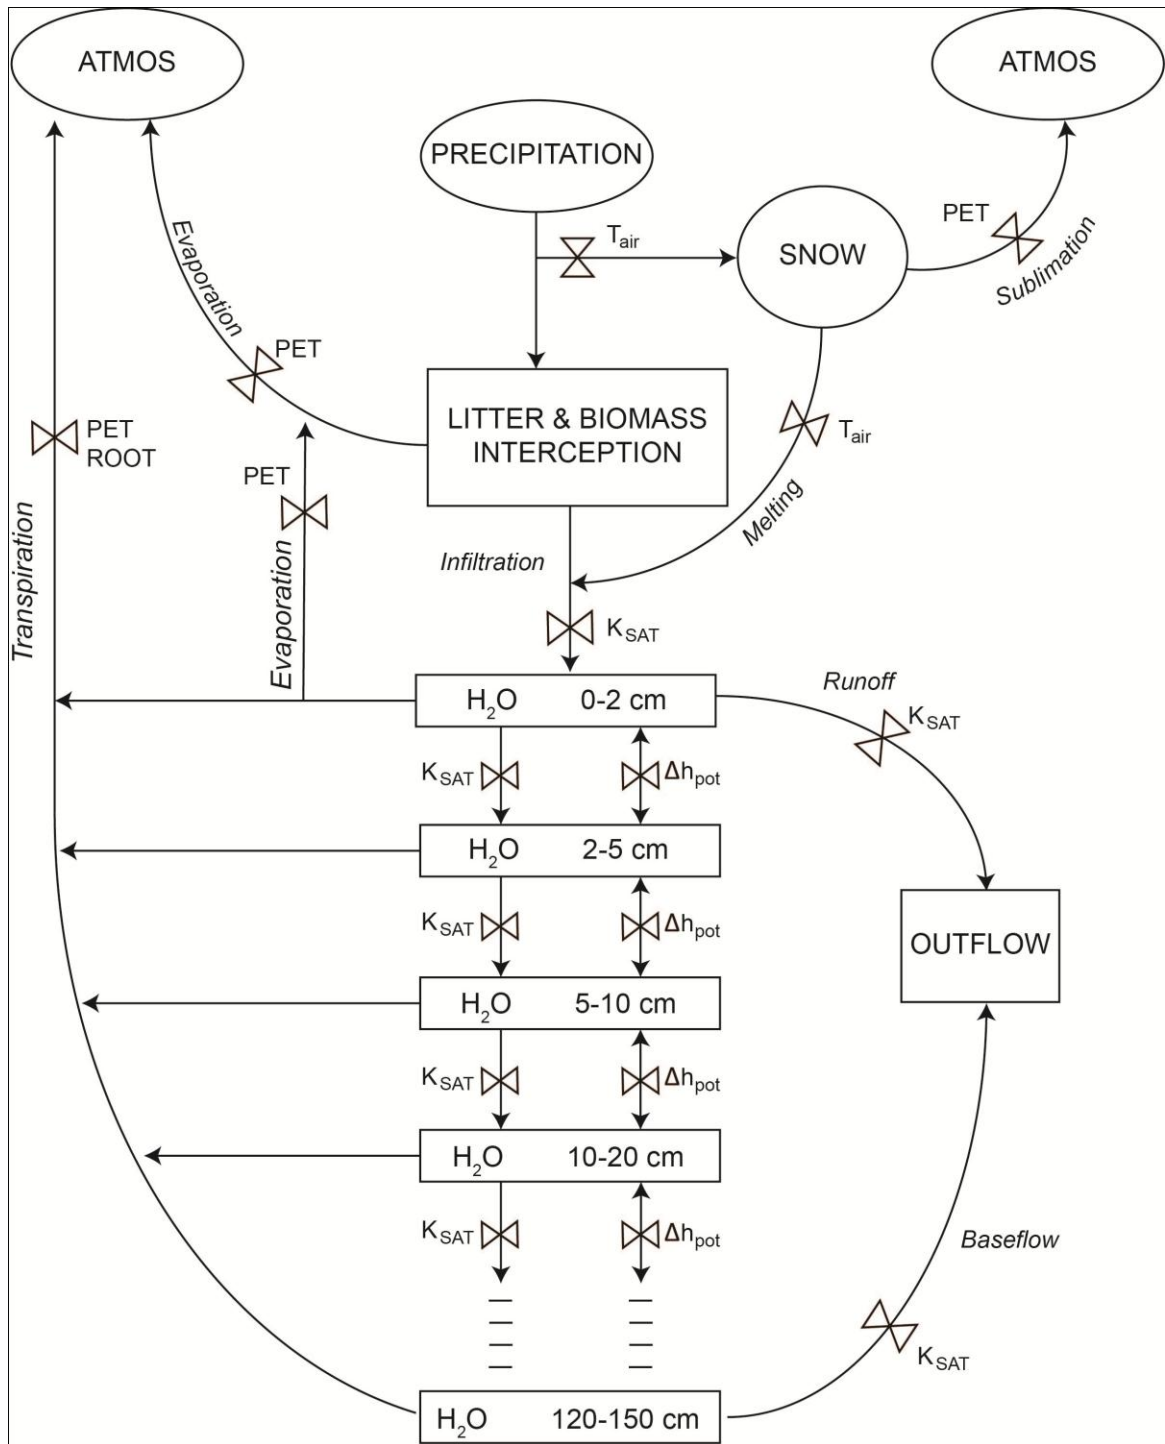 ATMOS
ATMOS
PRECIPITATION
T_air
SNOW
PET
Sublimation
Evaporation
PET
LITTER & BIOMASS
INTERCEPTION
T_air
Melting
PET
ROOT
PET
Transpiration
Evaporation
Infiltration
K_SAT
H₂O 0-2 cm
Runoff
K_SAT
K_SAT
Δh_pot
H₂O 2-5 cm
K_SAT
Δh_pot
OUTFLOW
H₂O 5-10 cm
K_SAT
Δh_pot
H₂O 10-20 cm
K_SAT
Δh_pot
Baseflow
K_SAT
H₂O 120-150 cm